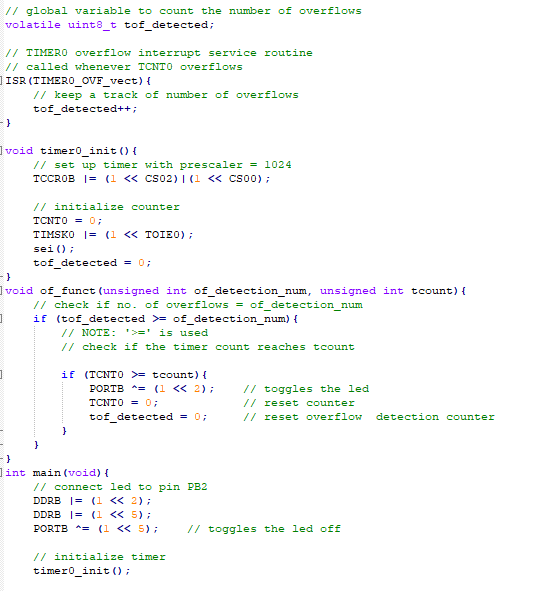 // global variable to count the number of overflows
volatile uint8_t tof_detected;
// TIMER0 overflow interrupt service routine
// called whenever TCNT0 overflows
ISR(TIMER0_OVF_vect){
// keep a track of number of overflows
tof_detected++;
}
void timer0_init(){
// set up timer with prescaler = 1024
TCCR0B |= (1 << CS02)|(1 << CS00);
// initialize counter
TCNT0 = 0;
TIMSK0 |= (1 << TOIE0);
sei();
tof_detected = 0;
}
void of_funct(unsigned int of_detection_num, unsigned int tcount){
// check if no. of overflows = of_detection_num
if (tof_detected >= of_detection_num){
// NOTE: '>=' is used
// check if the timer count reaches tcount
if (TCNT0 >= tcount){
PORTB ^= (1 << 2); // toggles the led
TCNT0 = 0; // reset counter
tof_detected = 0; // reset overflow detection counter
}
}
}
int main(void){
// connect led to pin PB2
DDRB |= (1 << 2);
DDRB |= (1 << 5);
PORTB ^= (1 << 5); // toggles the led off
// initialize timer
timer0_init();